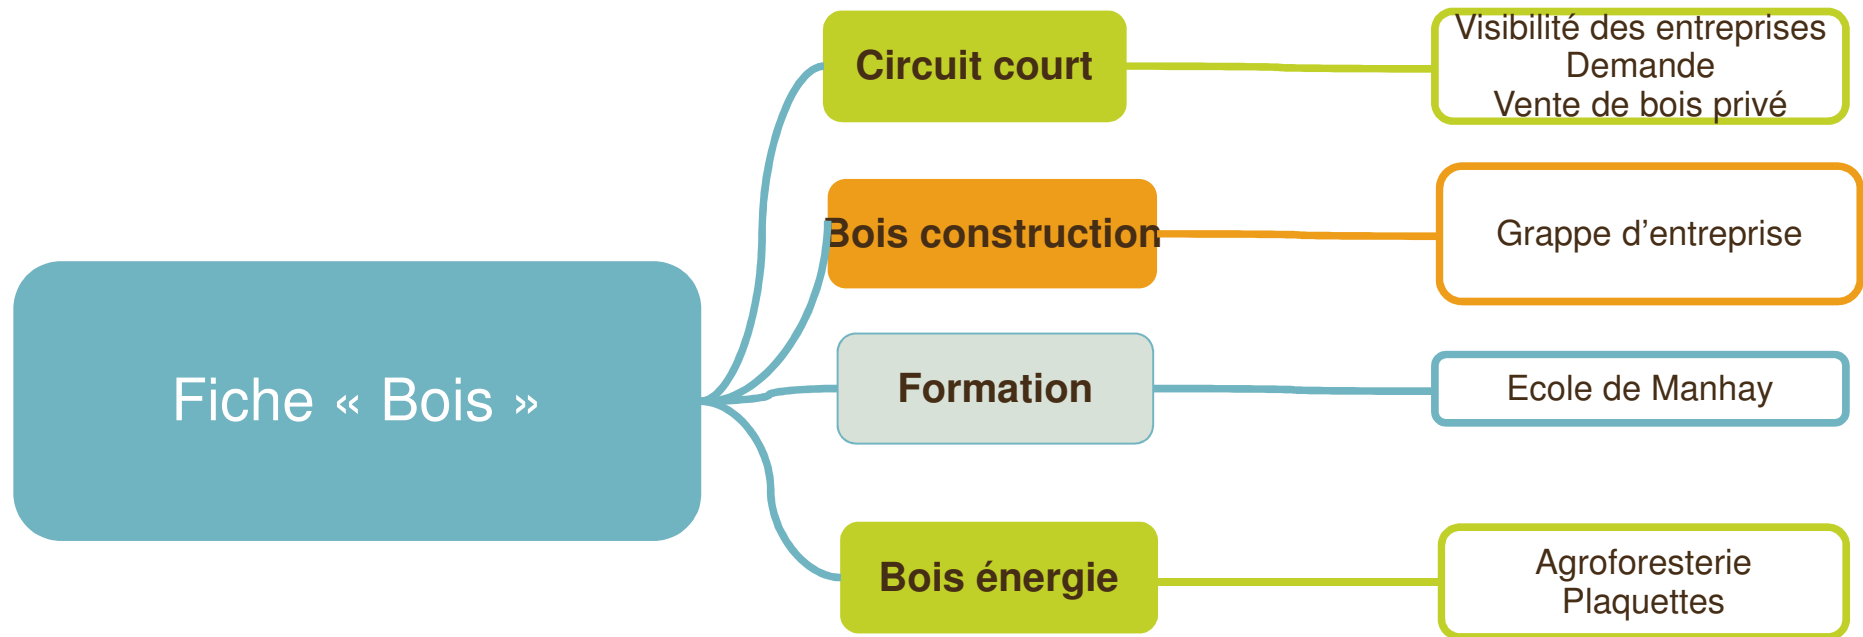 Fiche « Bois »
Circuit court
Visibilité des entreprises
Demande
Vente de bois privé
Bois construction
Grappe d’entreprise
Formation
Ecole de Manhay
Bois énergie
Agroforesterie
Plaquettes